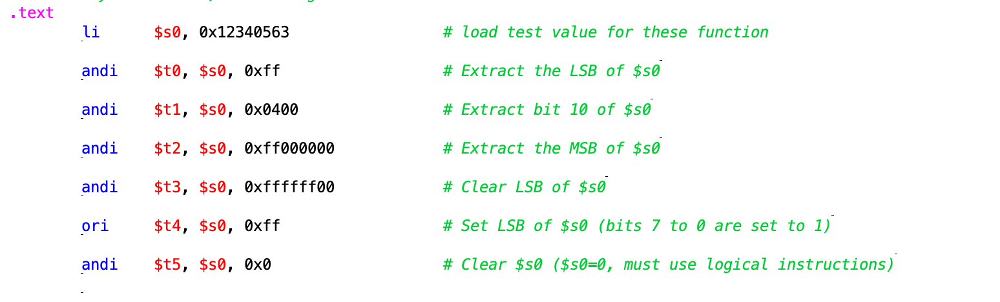 .text
li $s0, 0x12340563 # load test value for these function
andi $t0, $s0, 0xff # Extract the LSB of $s0
andi $t1, $s0, 0x0400 # Extract bit 10 of $s0
andi $t2, $s0, 0xff000000 # Extract the MSB of $s0
andi $t3, $s0, 0xffffff00 # Clear LSB of $s0
ori $t4, $s0, 0xff # Set LSB of $s0 (bits 7 to 0 are set to 1)
andi $t5, $s0, 0x0 # Clear $s0 ($s0=0, must use logical instructions)